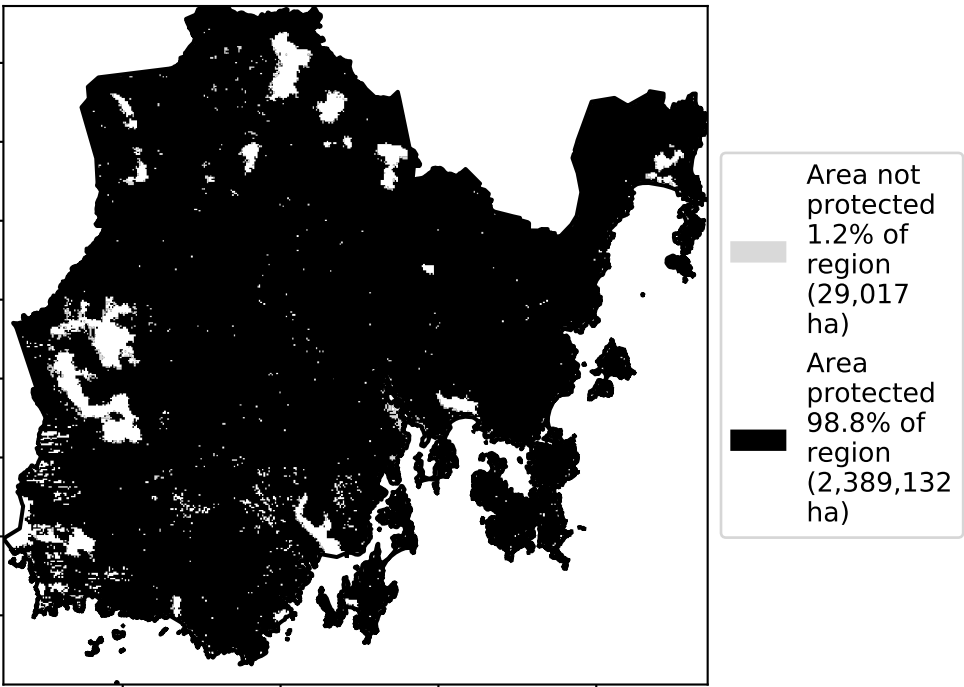 Area not
protected
1.2% of
region
(29,017
ha)
Area
protected
98.8% of
region
(2,389,132
ha)